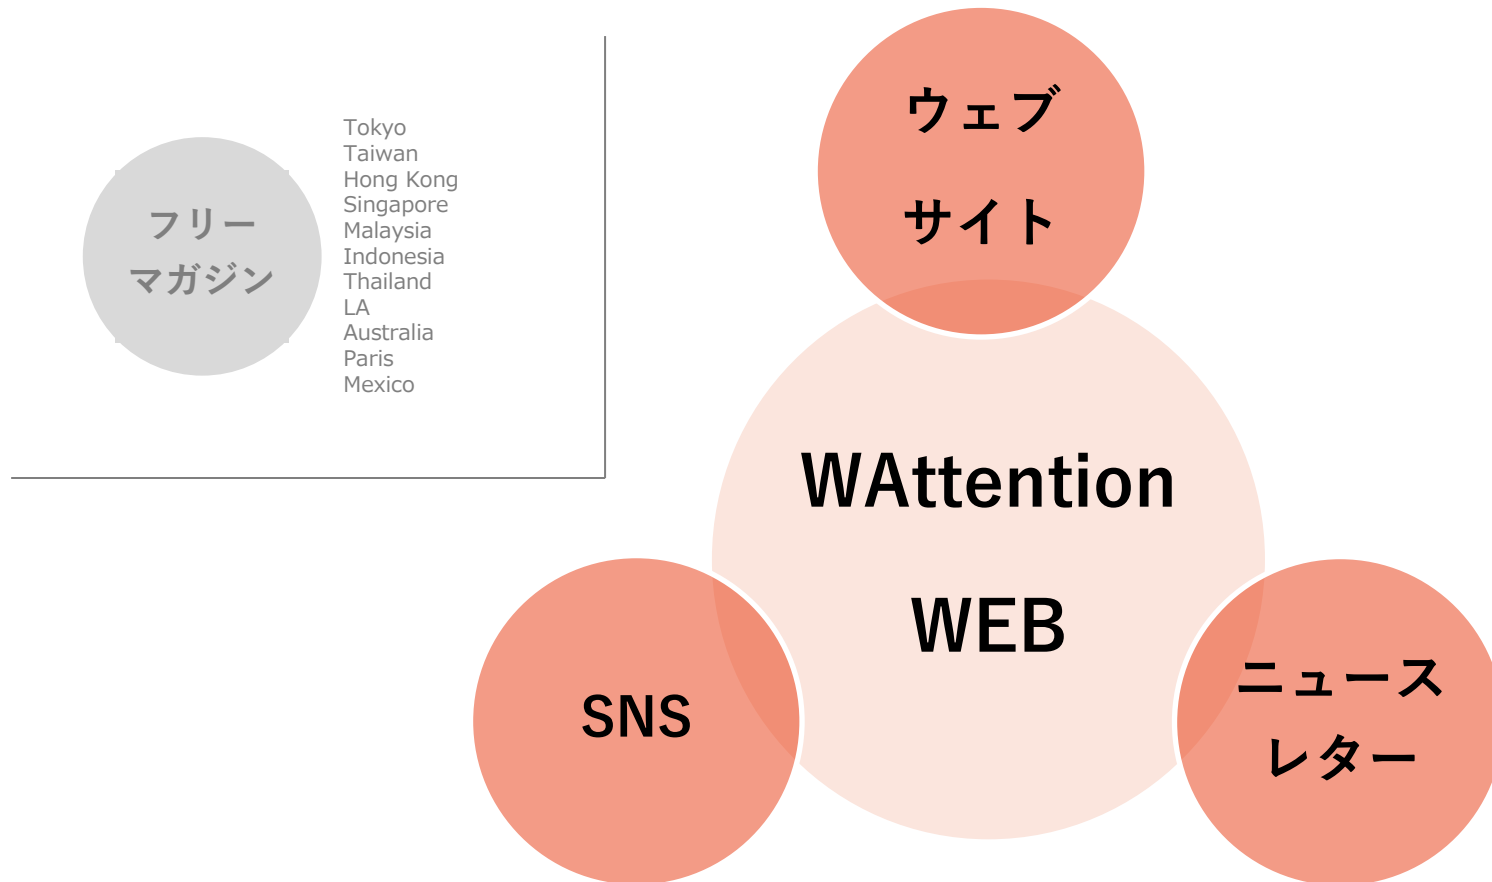 フリー
マガジン
Tokyo
Taiwan
Hong Kong
Singapore
Malaysia
Indonesia
Thailand
LA
Australia
Paris
Mexico
ウェブ
サイト
WAttention
WEB
SNS
ニュース
レター